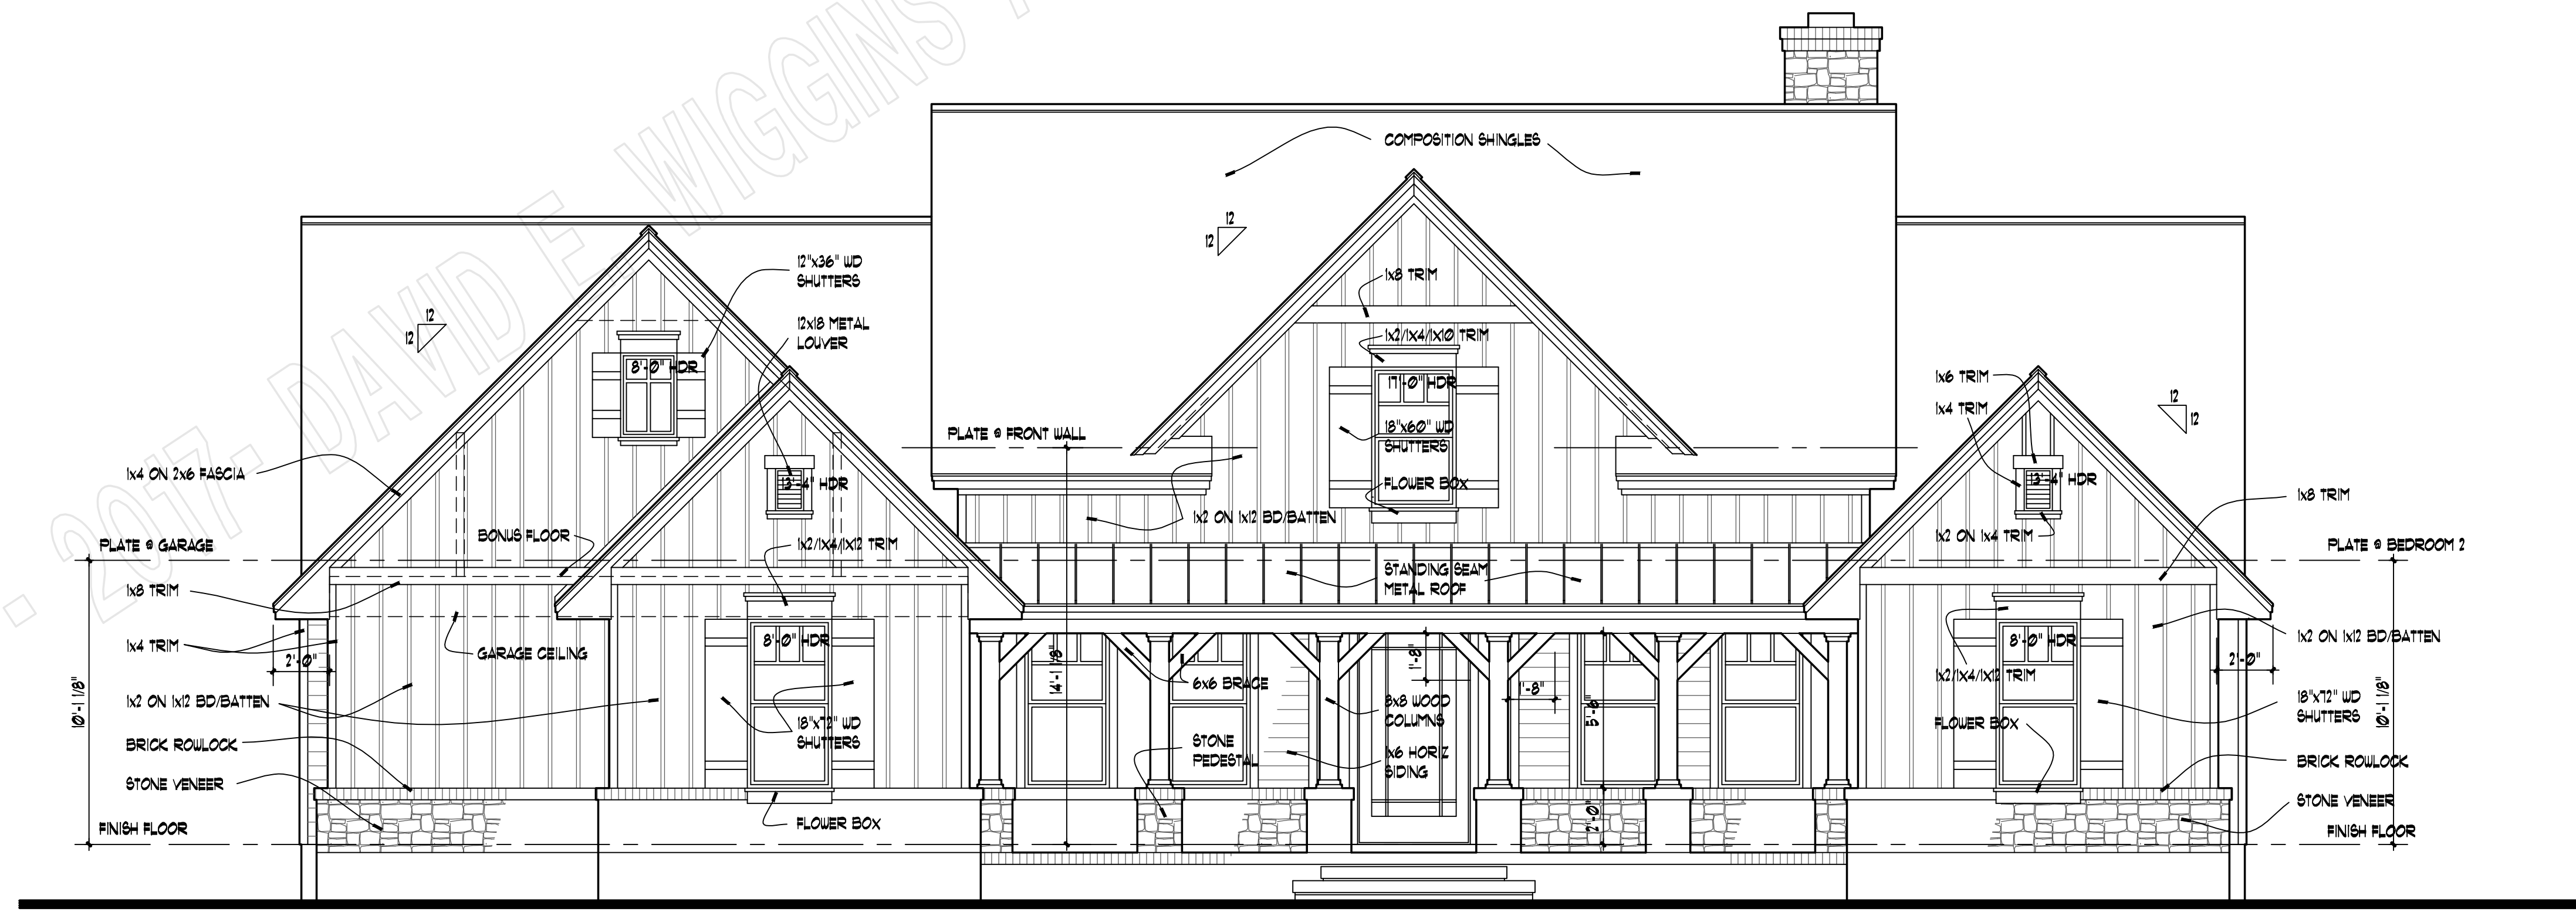 - 2017- DAVID E. WIGGINS
COMPOSITION SHINGLES
12
12
12"x36" WD
SHUTTERS
12x18 METAL
LOUVER
12
12
8'-0" HDR
1x8 TRIM
1x2/1x4/1x10 TRIM
17'-0" HDR
18"x60" WD
SHUTTERS
FLOWER BOX
PLATE @ FRONT WALL
1x6 TRIM
1x4 TRIM
12
12
13'-4" HDR
1x2 ON 1x4 TRIM
1x8 TRIM
1x4 ON 2x6 FASCIA
13'-4" HDR
1x2 ON 1x12 BD/BATTEN
BONUS FLOOR
1x2/1x4/1x12 TRIM
PLATE @ GARAGE
PLATE @ BEDROOM 2
STANDING SEAM
METAL ROOF
1x8 TRIM
1x4 TRIM
2'-0"
GARAGE CEILING
8'-0" HDR
14'-1 1/8"
6x6 BRACE
1'-8"
1'-8"
5'-8"
8x8 WOOD
COLUMNS
8'-0" HDR
1x2/1x4/1x12 TRIM
1x2 ON 1x12 BD/BATTEN
2'-0"
10'-1 1/8"
1x2 ON 1x12 BD/BATTEN
18"x72" WD
SHUTTERS
FLOWER BOX
18"x72" WD
SHUTTERS
10'-1 1/8"
BRICK ROWLOCK
STONE
PEDESTAL
1x6 HORIZ
SIDING
BRICK ROWLOCK
STONE VENEER
STONE VENEER
FLOWER BOX
2'-0"
FINISH FLOOR
FINISH FLOOR